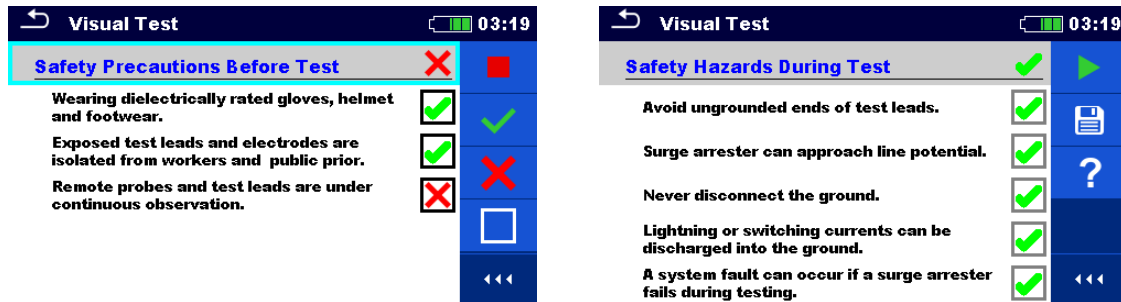 Visual Test
03:19
Safety Precautions Before Test
Wearing dielectrically rated gloves, helmet
and footwear.
Exposed test leads and electrodes are
isolated from workers and public prior.
Remote probes and test leads are under
continuous observation.
Visual Test
03:19
Safety Hazards During Test
Avoid ungrounded ends of test leads.
Surge arrester can approach line potential.
Never disconnect the ground.
Lightning or switching currents can be
discharged into the ground.
A system fault can occur if a surge arrester
fails during testing.
?